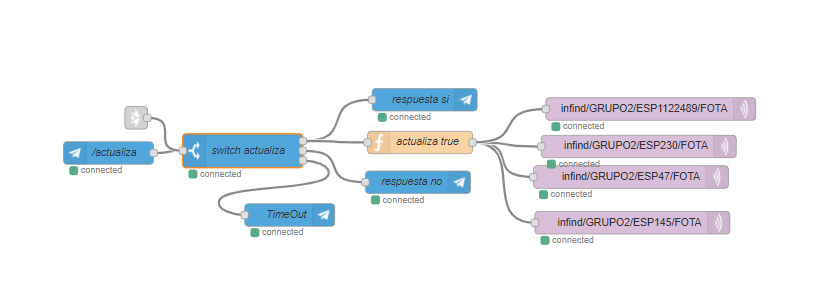 respuesta si
connected
infind/GRUPO2/ESP1122489/FOTA
connected
/actualiza
connected
switch actualiza
connected
actualiza true
infind/GRUPO2/ESP230/FOTA
connected
respuesta no
connected
infind/GRUPO2/ESP47/FOTA
connected
TimeOut
connected
infind/GRUPO2/ESP145/FOTA
connected